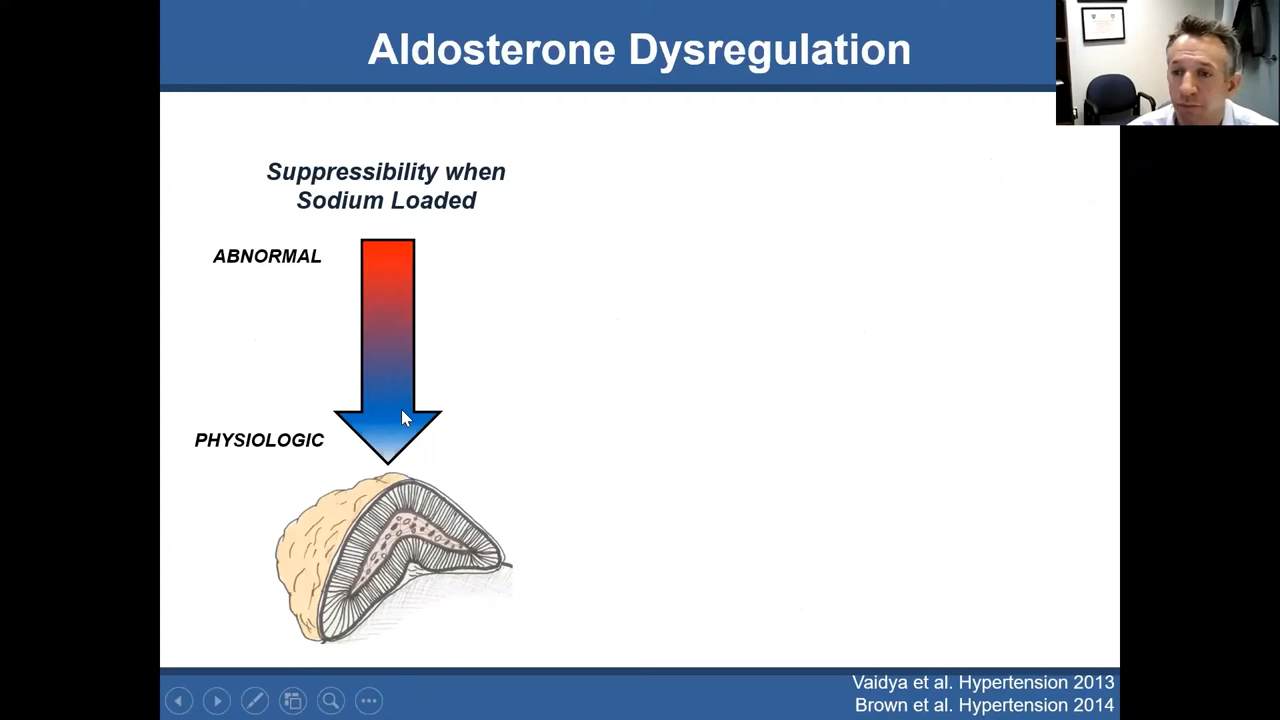 Aldosterone Dysregulation
Suppressibility when
Sodium Loaded
ABNORMAL
PHYSIOLOGIC
Vaidya et al. Hypertension 2013
Brown et al. Hypertension 2014